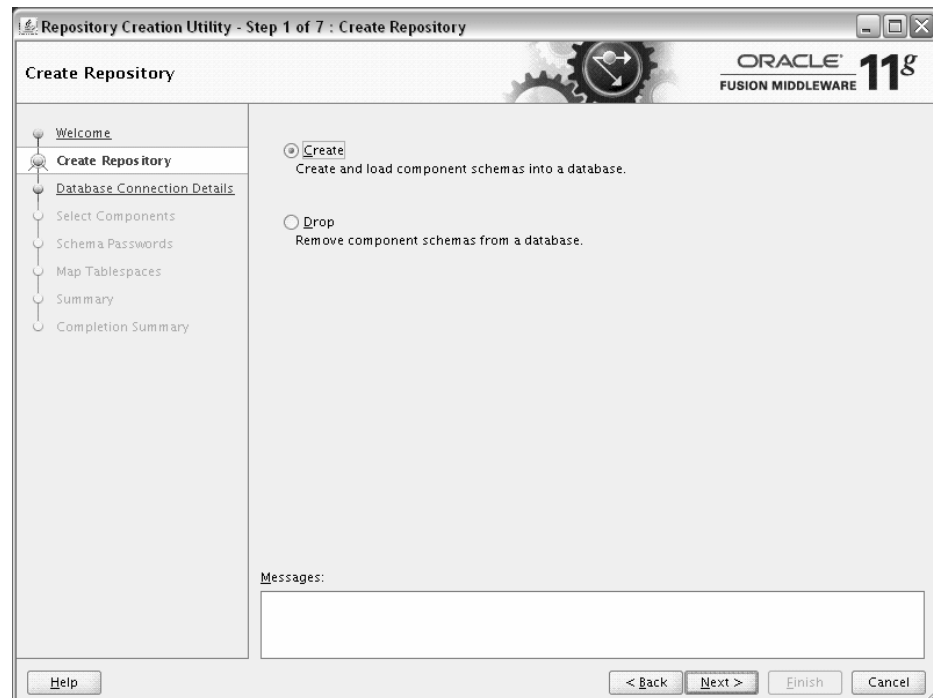 Repository Creation Utility - Step 1 of 7 : Create Repository
Create Repository
ORACLE
FUSION MIDDLEWARE
11g
Welcome
Create Repository
Database Connection Details
Select Components
Schema Passwords
Map Tablespaces
Summary
Completion Summary
Create
Create and load component schemas into a database.
Drop
Remove component schemas from a database.
Messages:
Help
< Back
Next >
Finish
Cancel